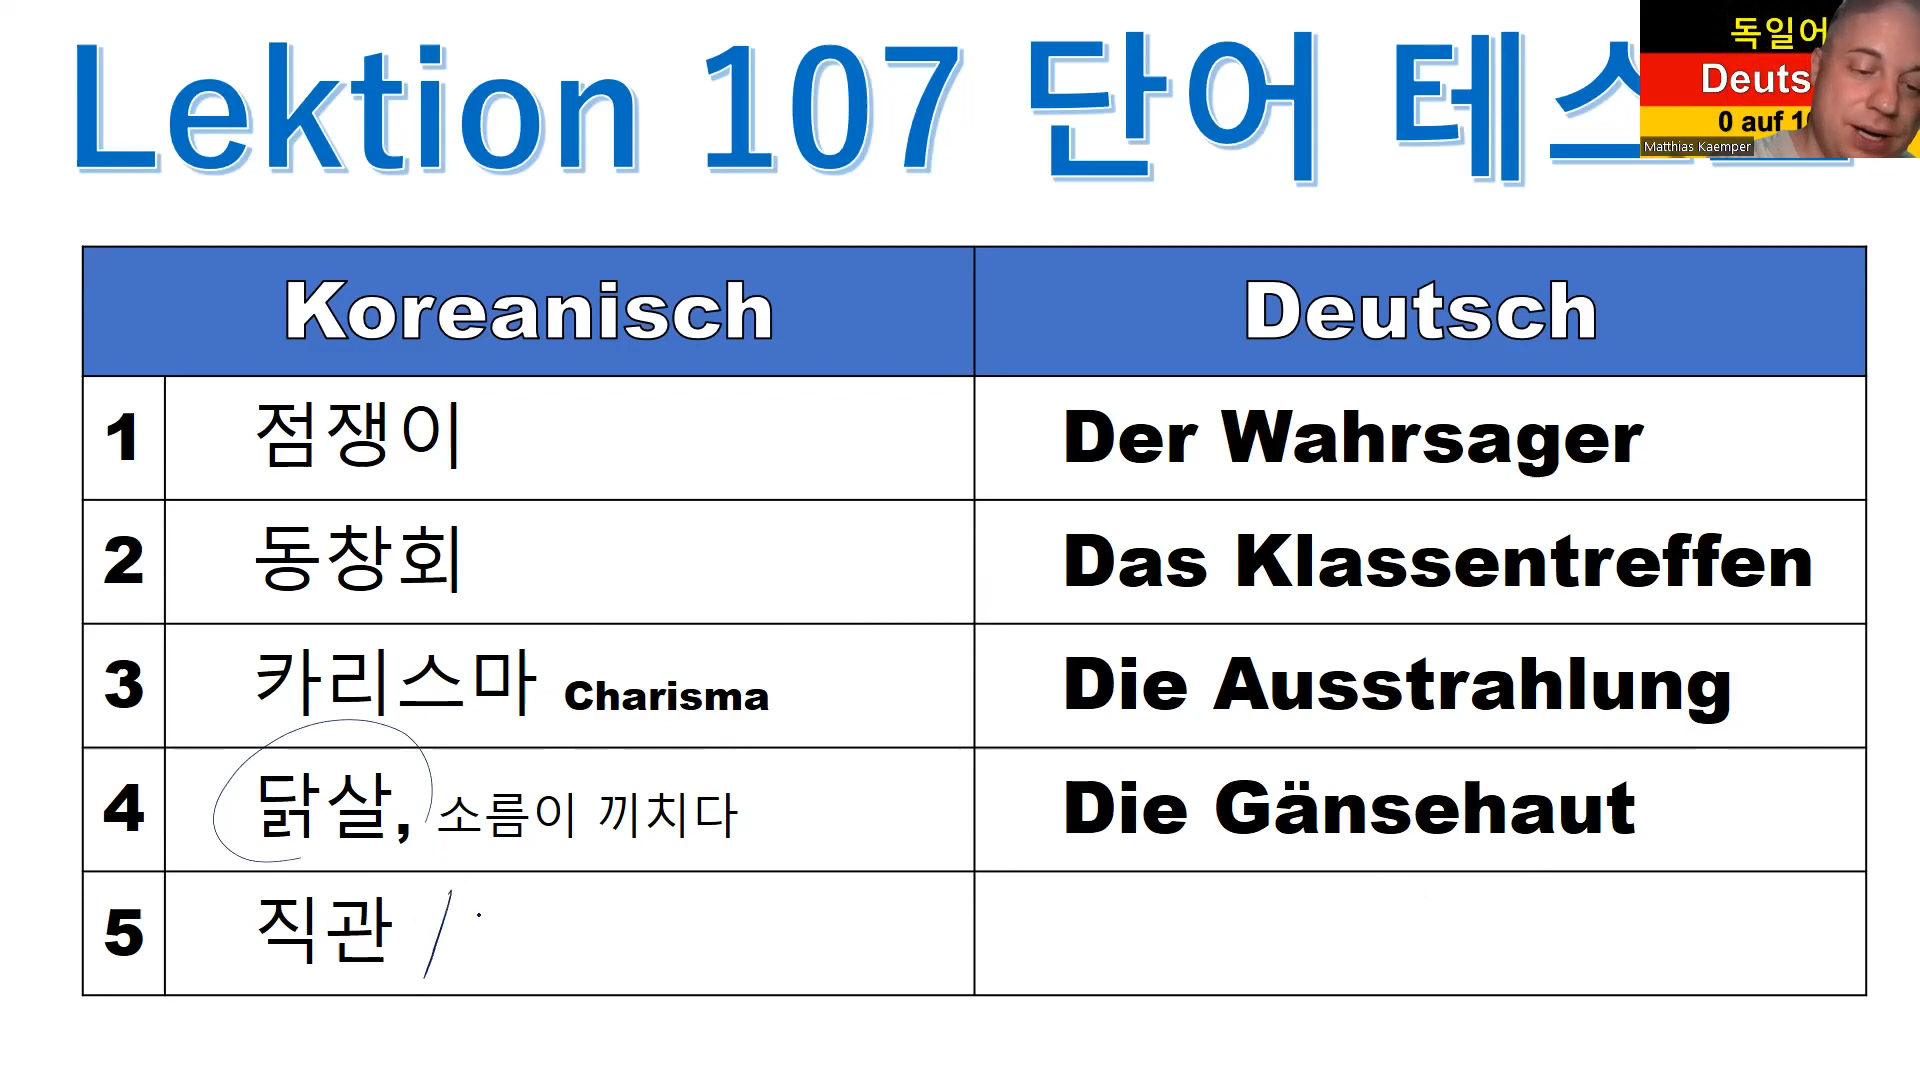 Lektion 107 단어 테스
독일어
Deuts
0 auf 1
Matthias Kaemper
Koreanisch Deutsch
1 점쟁이 Der Wahrsager
2 동창회 Das Klassentreffen
3 카리스마 Charisma Die Ausstrahlung
4 닭살, 소름이 끼치다 Die Gänsehaut
5 직관 /